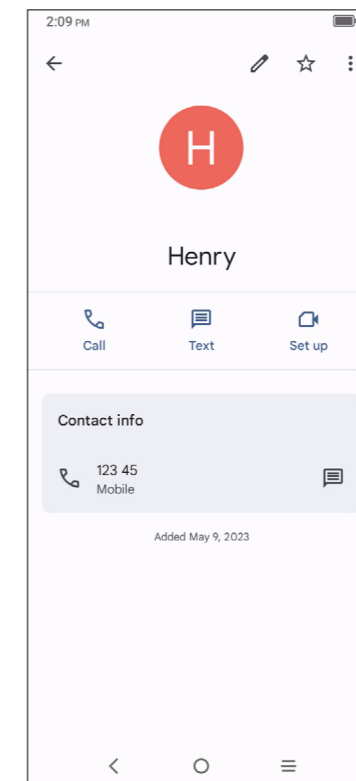 2:09 PM
H
Henry
Call Text Set up
Contact info
123 45
Mobile
Added May 9, 2023